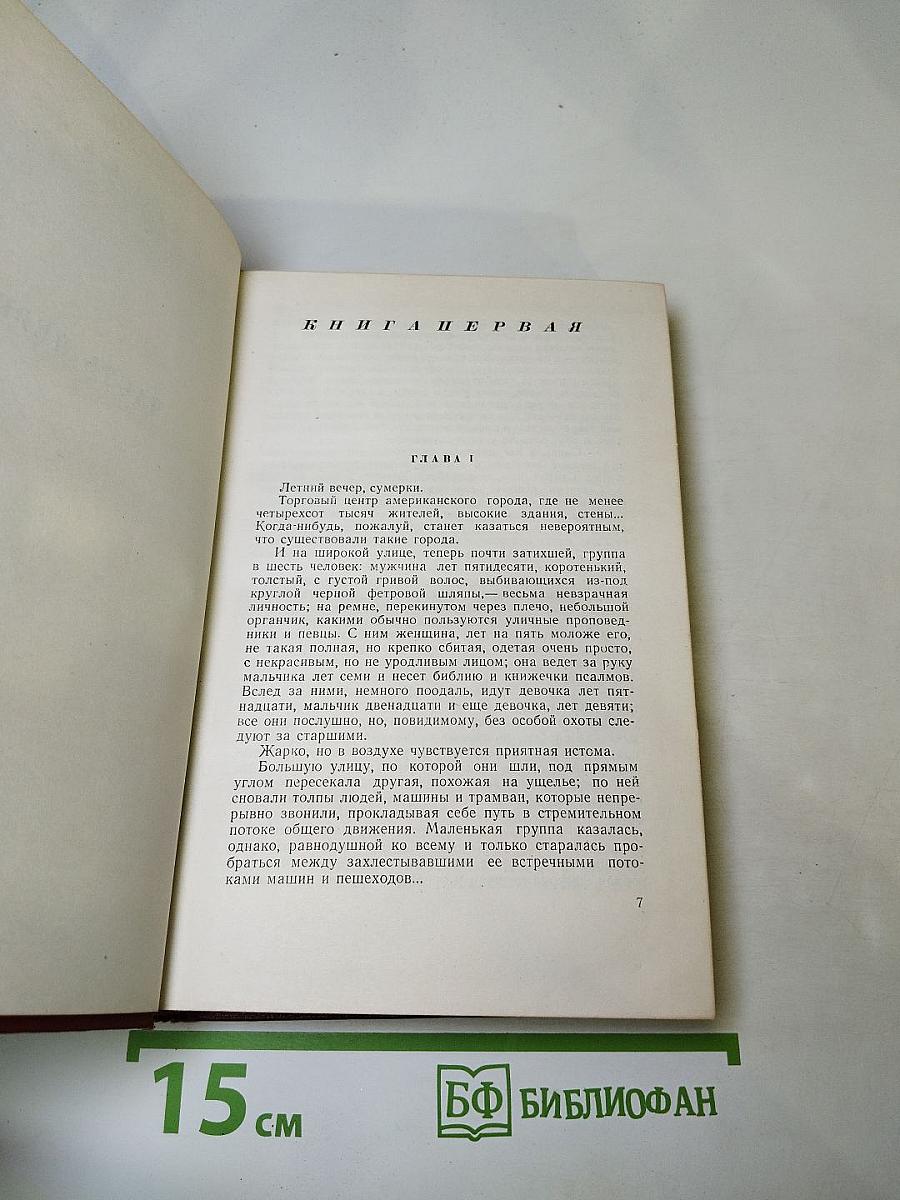 КНИГА ПЕРВАЯ
ГЛАВА I
Летний вечер, сумерки.
Торговый центр американского города, где не менее
четырехсот тысяч жителей, высокие здания, стены...
Когда-нибудь, пожалуй, станет казаться невероятным,
что существовали такие города.
И на широкой улице, теперь почти затихшей, группа
в шесть человек: мужчина лет пятидесяти, коротенький,
толстый, с густой гривой волос, выбивающихся из-под
круглой черной фетровой шляпы,— весьма невзрачная
личность; на ремне, перекинутом через плечо, небольшой
органчик, какими обычно пользуются уличные проповед-
ники и певцы. С ним женщина, лет на пять моложе его,
не такая полная, но крепко сбитая, одетая очень просто,
с некрасивым, но не уродливым лицом; она ведет за руку
мальчика лет семи и несет библию и книжечки псалмов.
Вслед за ними, немного поодаль, идут девочка лет пят-
надцати, мальчик двенадцати и еще девочка, лет девяти;
все они послушно, но, повидимому, без особой охоты сле-
дуют за старшими.
Жарко, но в воздухе чувствуется приятная истома.
Большую улицу, по которой они шли, под прямым
углом пересекала другая, похожая на ущелье; по ней
сновали толпы людей, машины и трамваи, которые непре-
рывно звонили, прокладывая себе путь в стремительном
потоке общего движения. Маленькая группа казалась,
однако, равнодушной ко всему и только старалась про-
браться между захлестывавшими ее встречными пото-
ками машин и пешеходов...
7
15 см
БФ БИБЛИОФАН